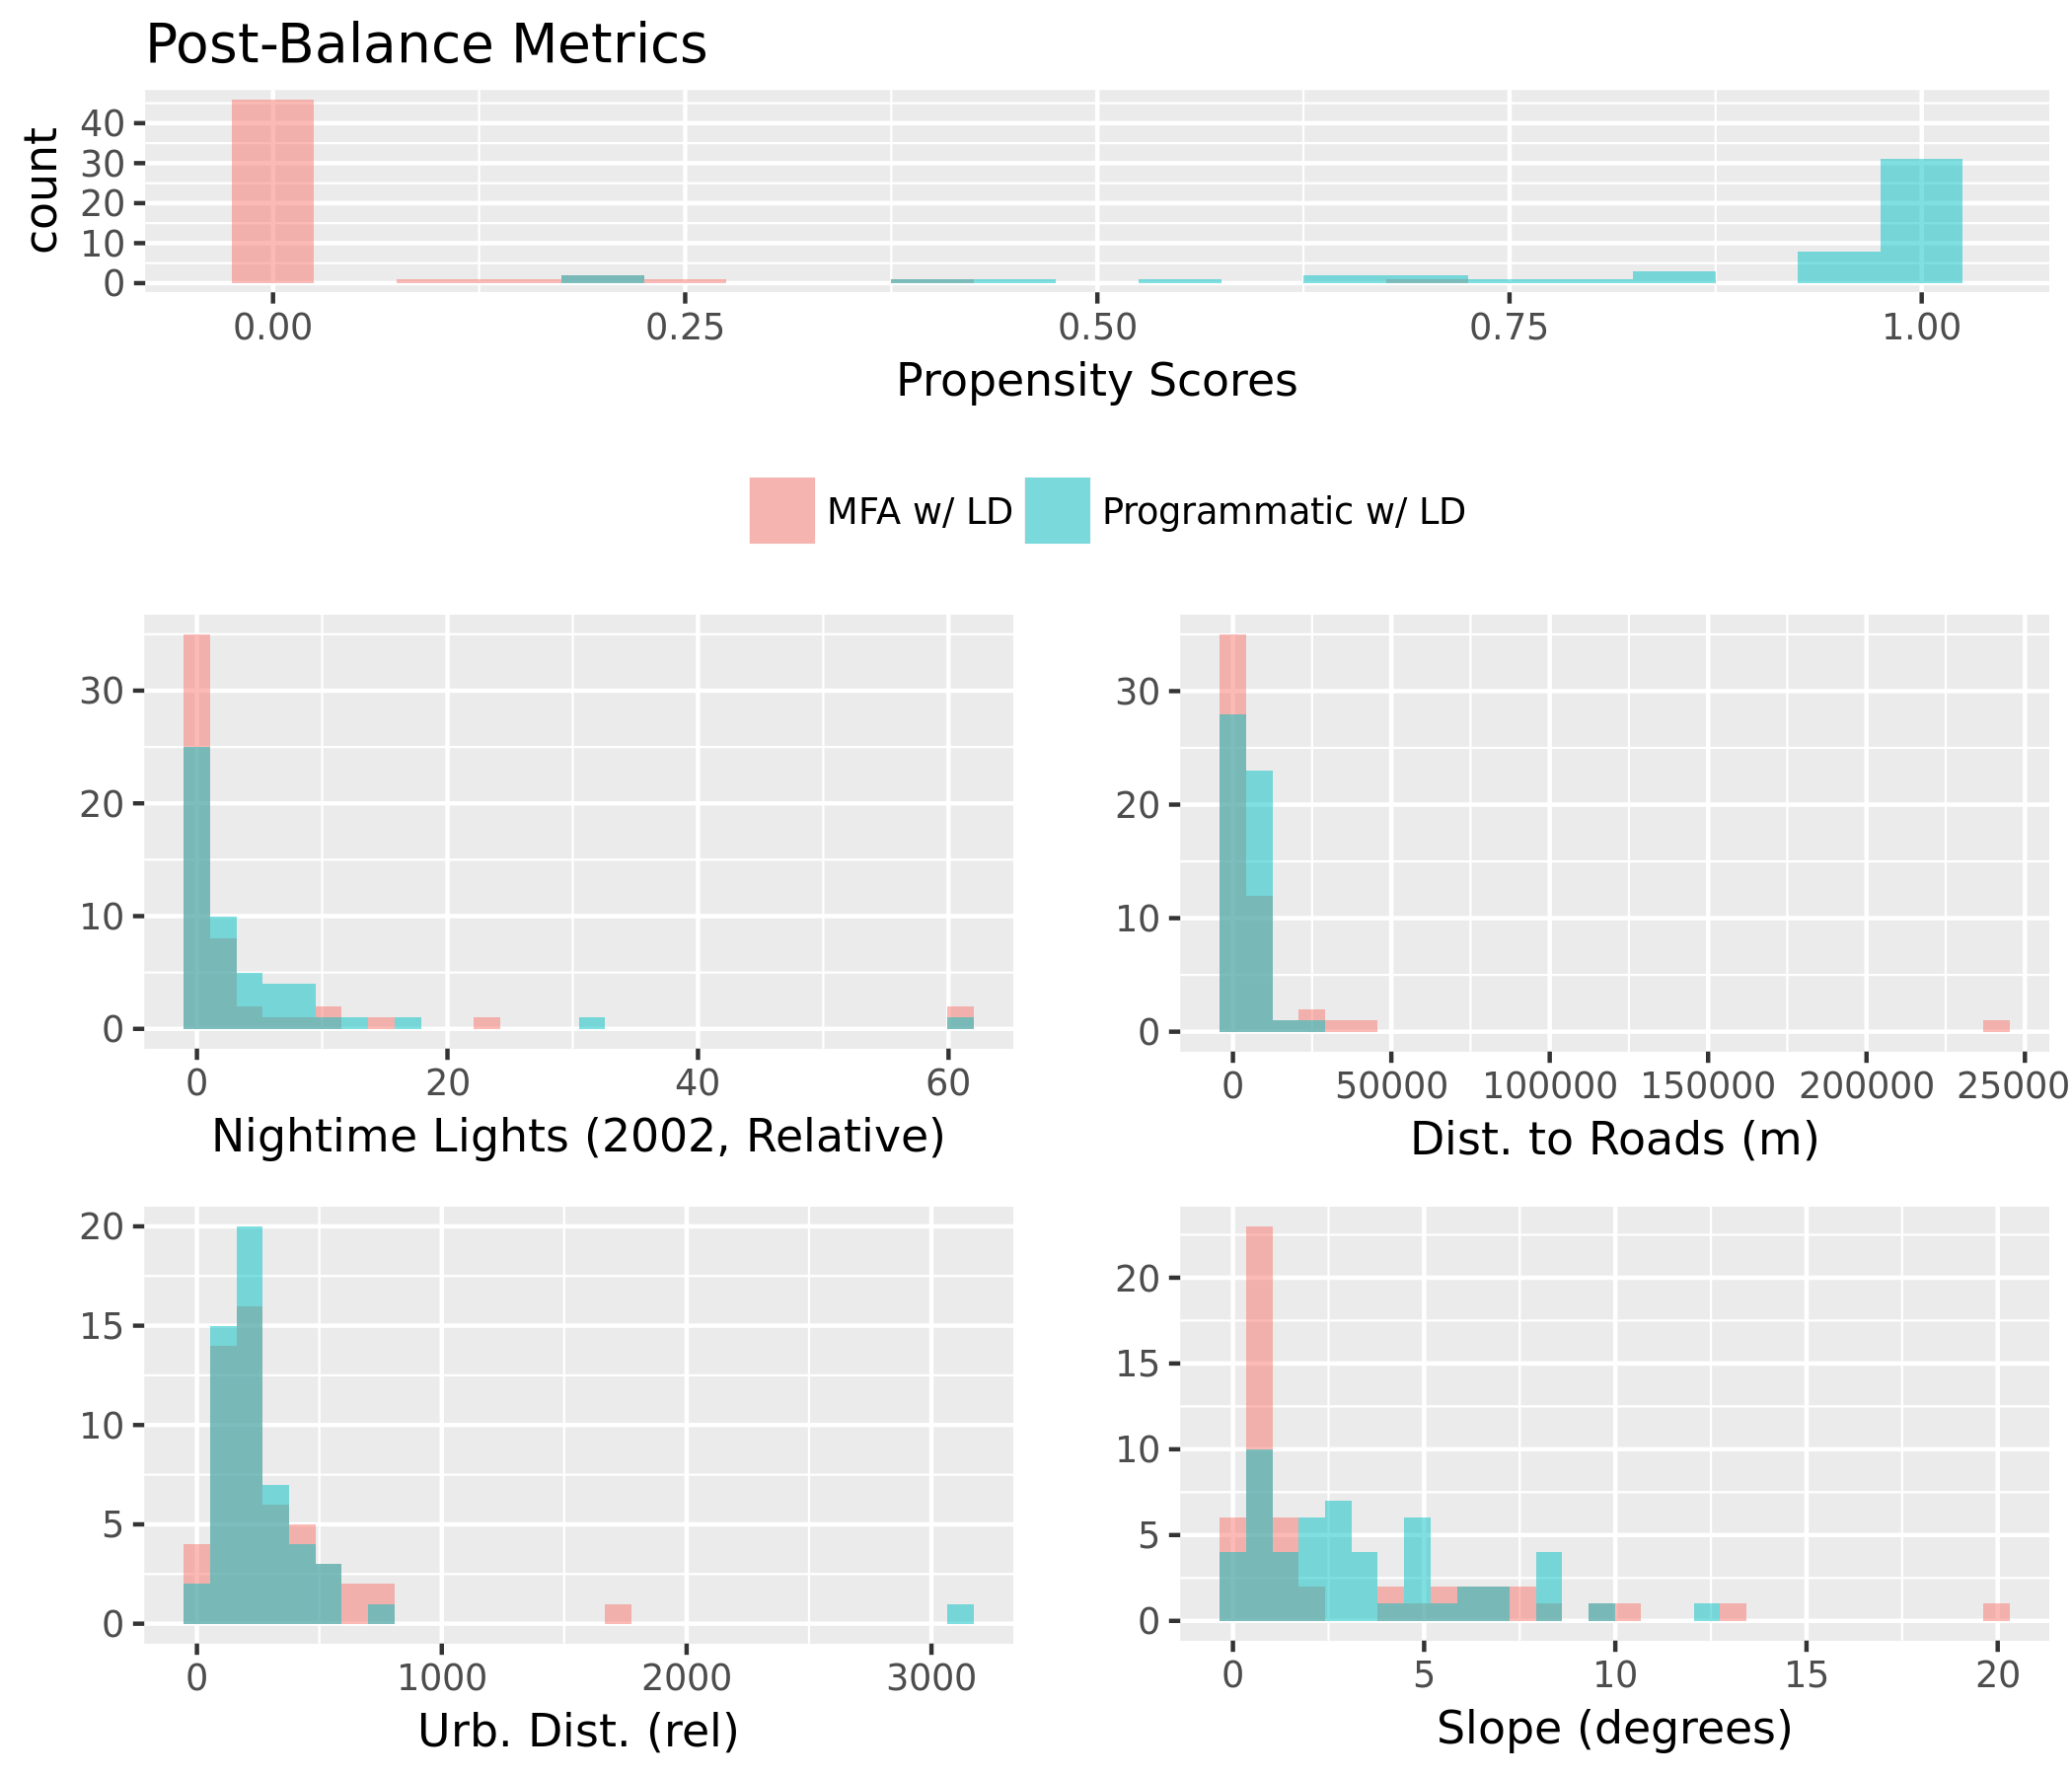 Post-Balance Metrics
count
40
30
20
10
0
0.00 0.25 0.50 0.75 1.00
Propensity Scores
MFA w/ LD Programmatic w/ LD
30
20
10
0
0 20 40 60
Nightime Lights (2002, Relative)
30
20
10
0
0 50000 100000 150000 200000 25000
Dist. to Roads (m)
20
15
10
5
0
0 1000 2000 3000
Urb. Dist. (rel)
20
15
10
5
0
0 5 10 15 20
Slope (degrees)